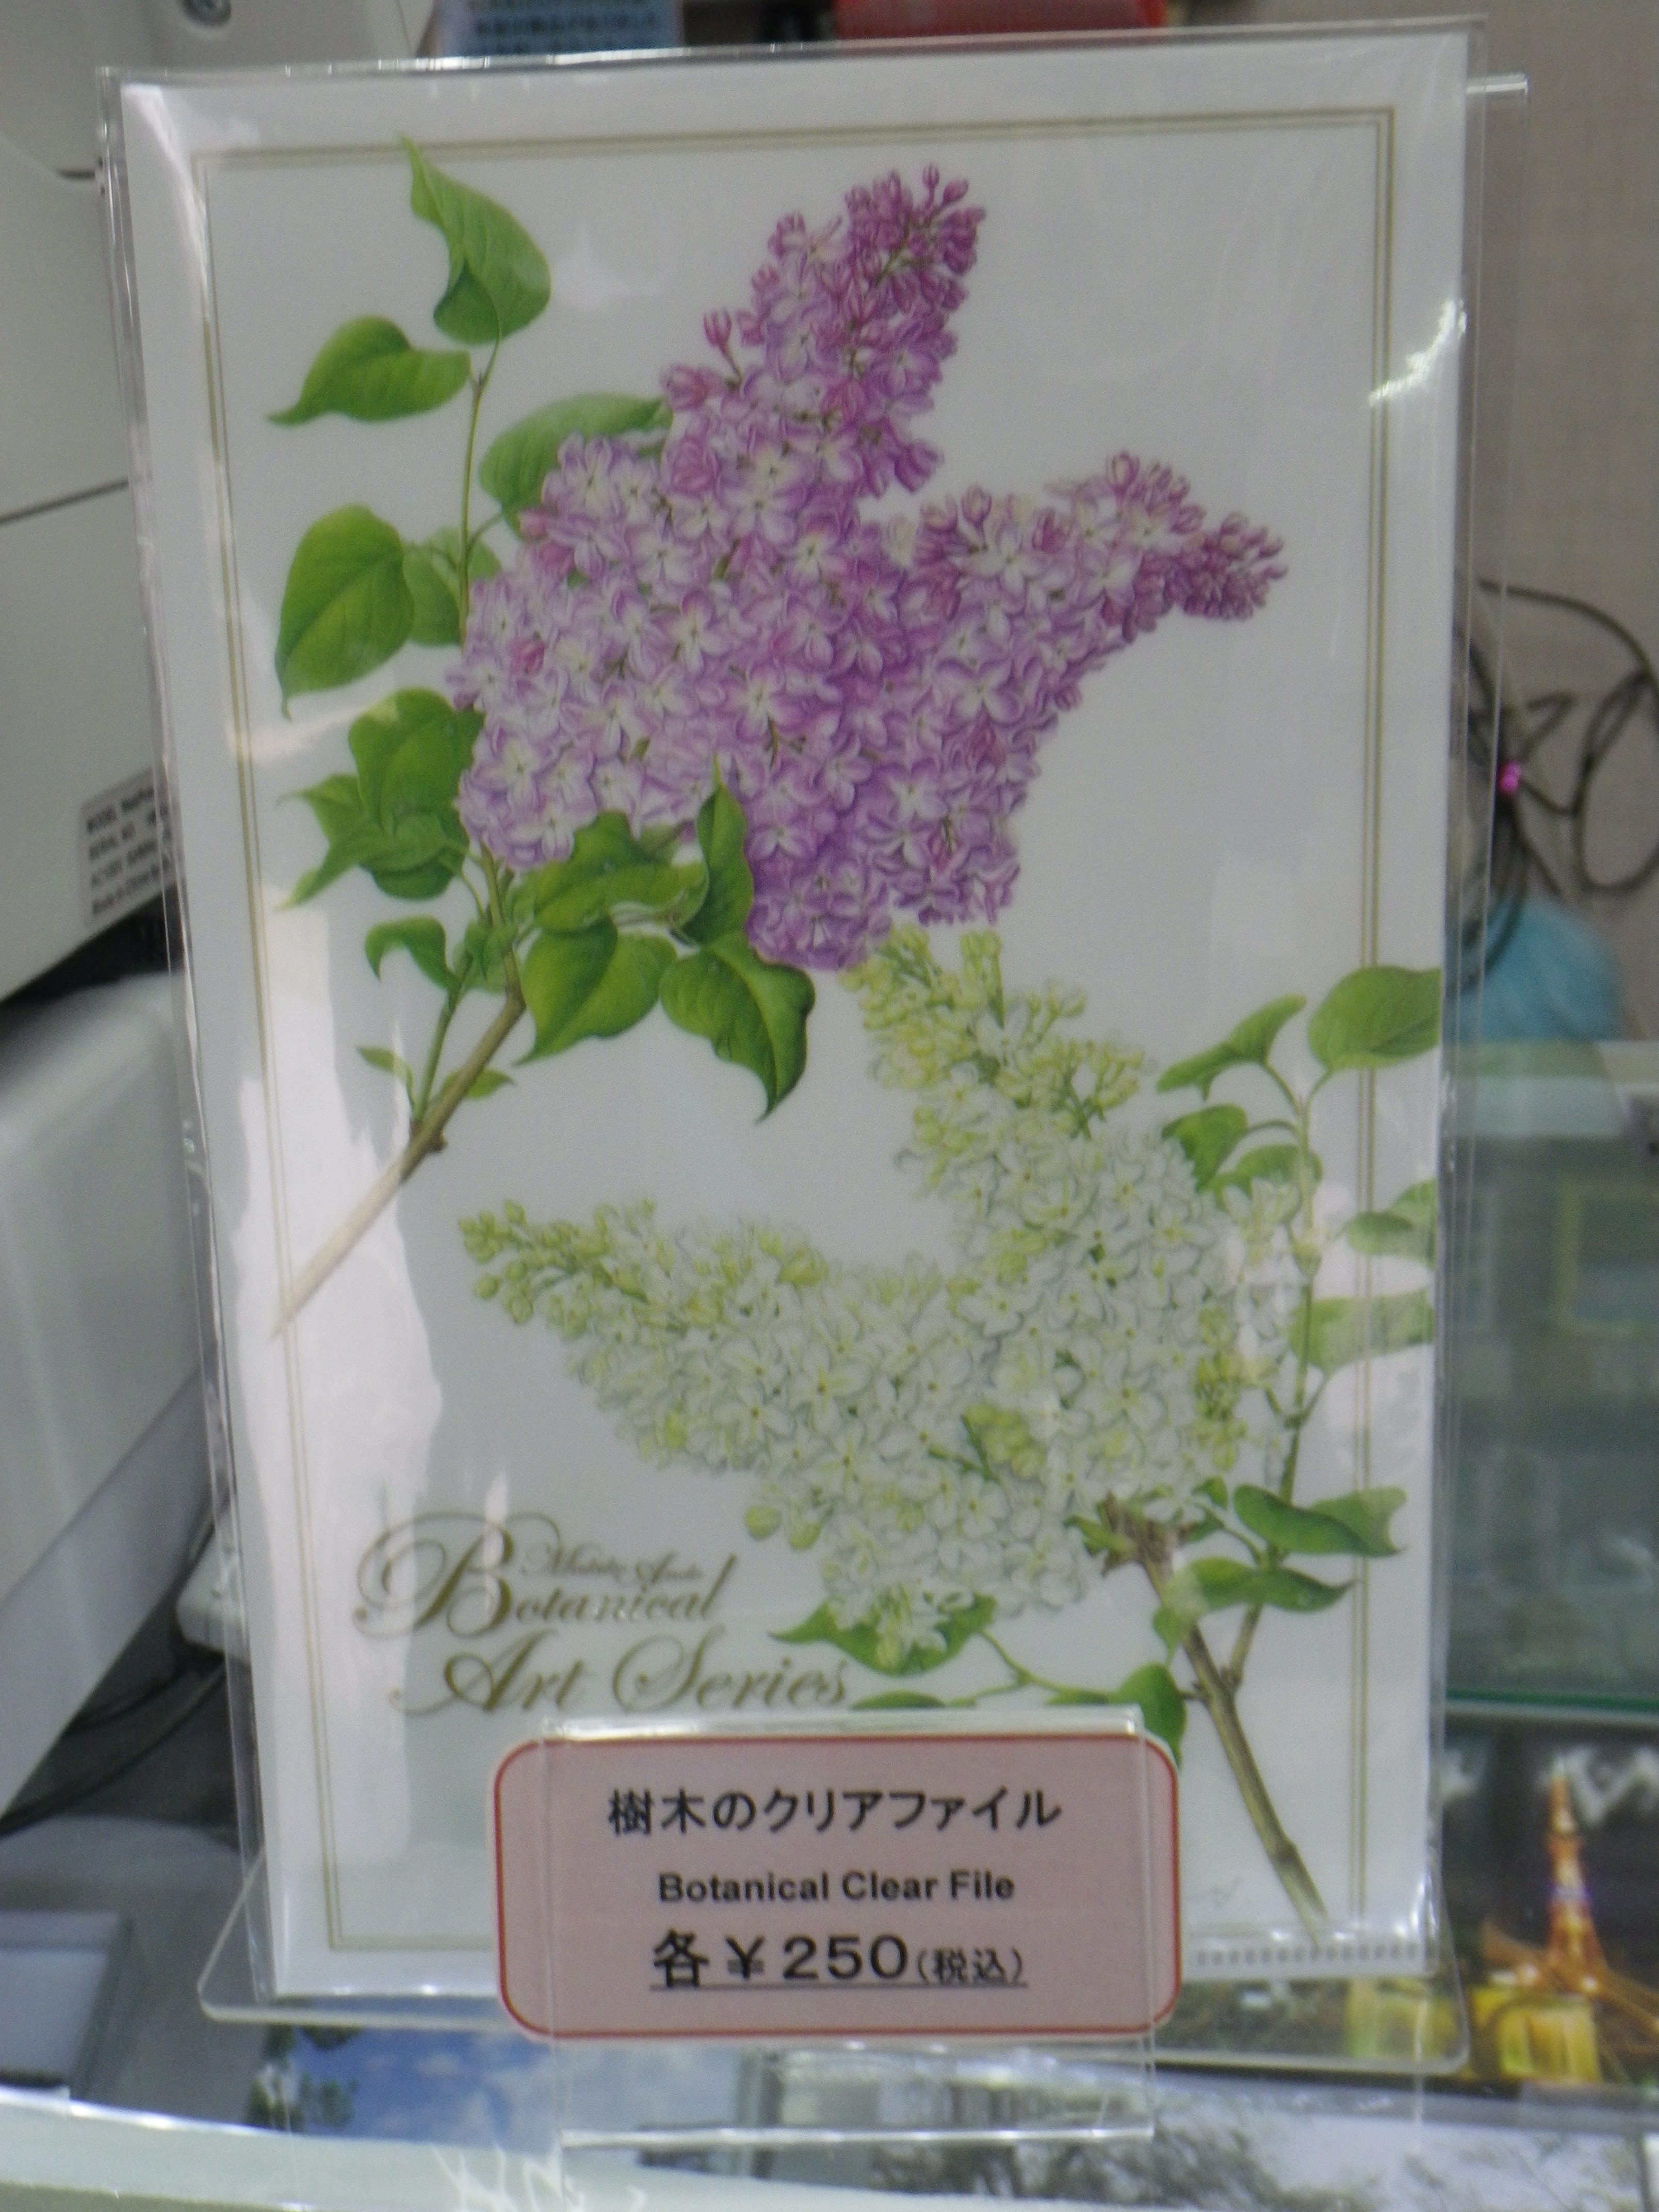 Botanical
Art Series
樹木のクリアファイル
Botanical Clear File
各￥250(税込)